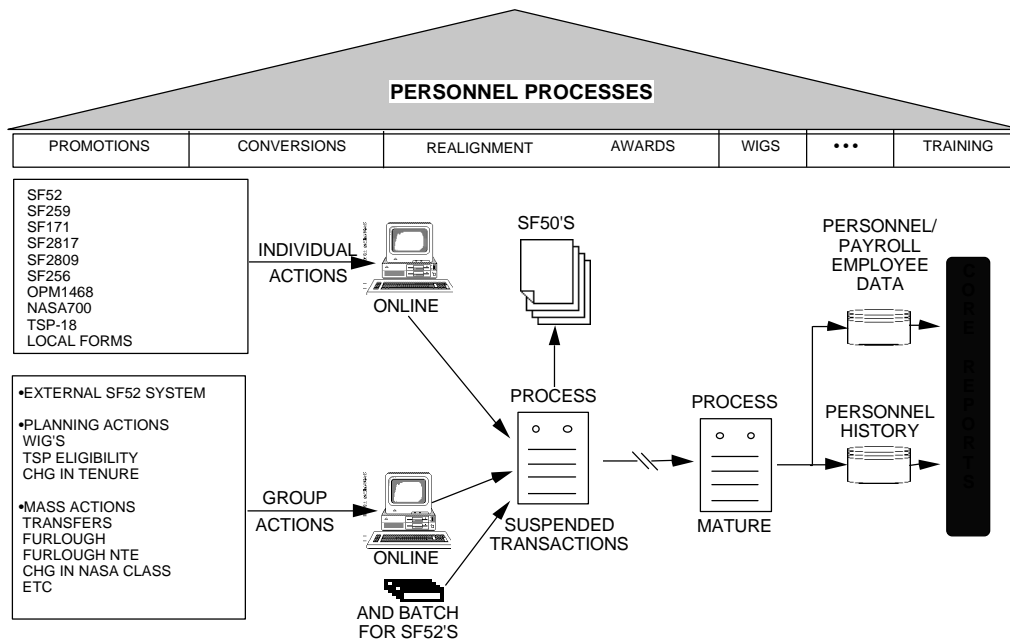 PERSONNEL PROCESSES
PROMOTIONS
CONVERSIONS
REALIGNMENT
AWARDS
WIGS
•••
TRAINING
SF52
SF259
SF171
SF2817
SF2809
SF256
OPM1468
NASA700
TSP-18
LOCAL FORMS
INDIVIDUAL
ACTIONS
ONLINE
SF50'S
PERSONNEL/
PAYROLL
EMPLOYEE
DATA
•EXTERNAL SF52 SYSTEM
•PLANNING ACTIONS
WIG'S
TSP ELIGIBILITY
CHG IN TENURE
•MASS ACTIONS
TRANSFERS
FURLOUGH
FURLOUGH NTE
CHG IN NASA CLASS
ETC
GROUP
ACTIONS
ONLINE
AND BATCH
FOR SF52'S
PROCESS
SUSPENDED
TRANSACTIONS
PROCESS
MATURE
PERSONNEL
HISTORY
CORE REPORTS